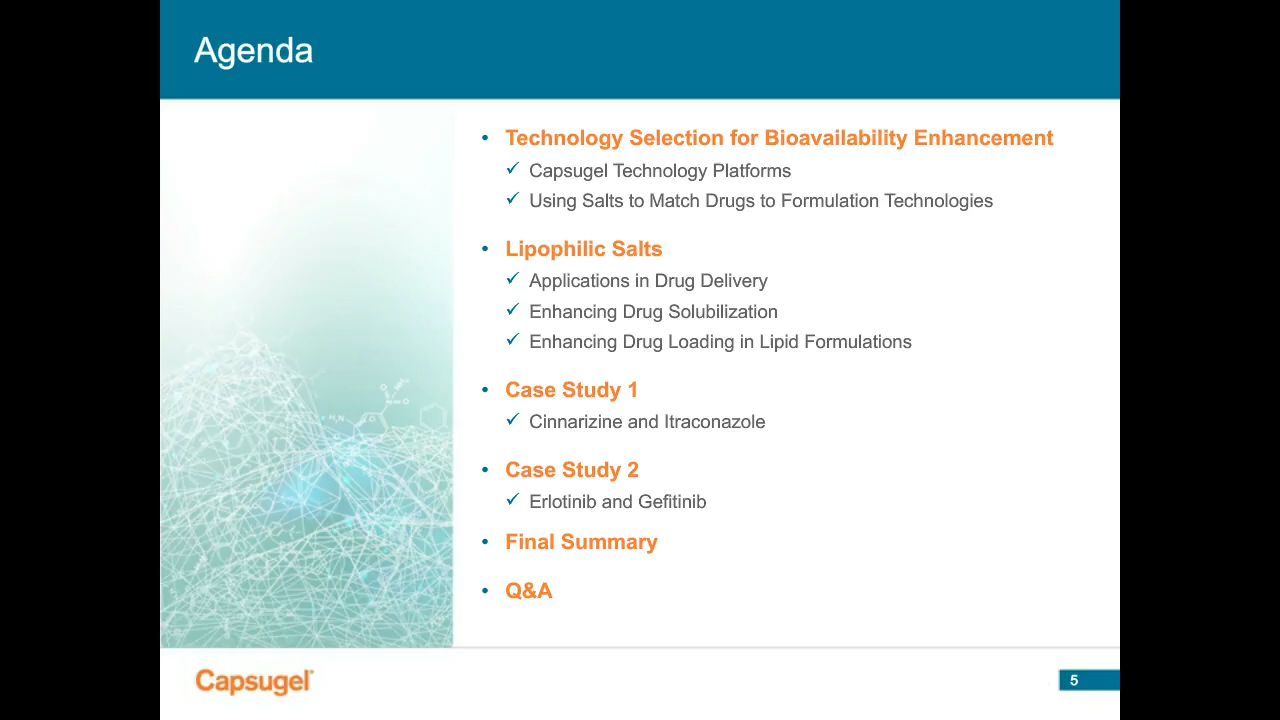 Agenda
• Technology Selection for Bioavailability Enhancement
✓ Capsugel Technology Platforms
✓ Using Salts to Match Drugs to Formulation Technologies
• Lipophilic Salts
✓ Applications in Drug Delivery
✓ Enhancing Drug Solubilization
✓ Enhancing Drug Loading in Lipid Formulations
• Case Study 1
✓ Cinnarizine and Itraconazole
• Case Study 2
✓ Erlotinib and Gefitinib
• Final Summary
• Q&A
Capsugel
5